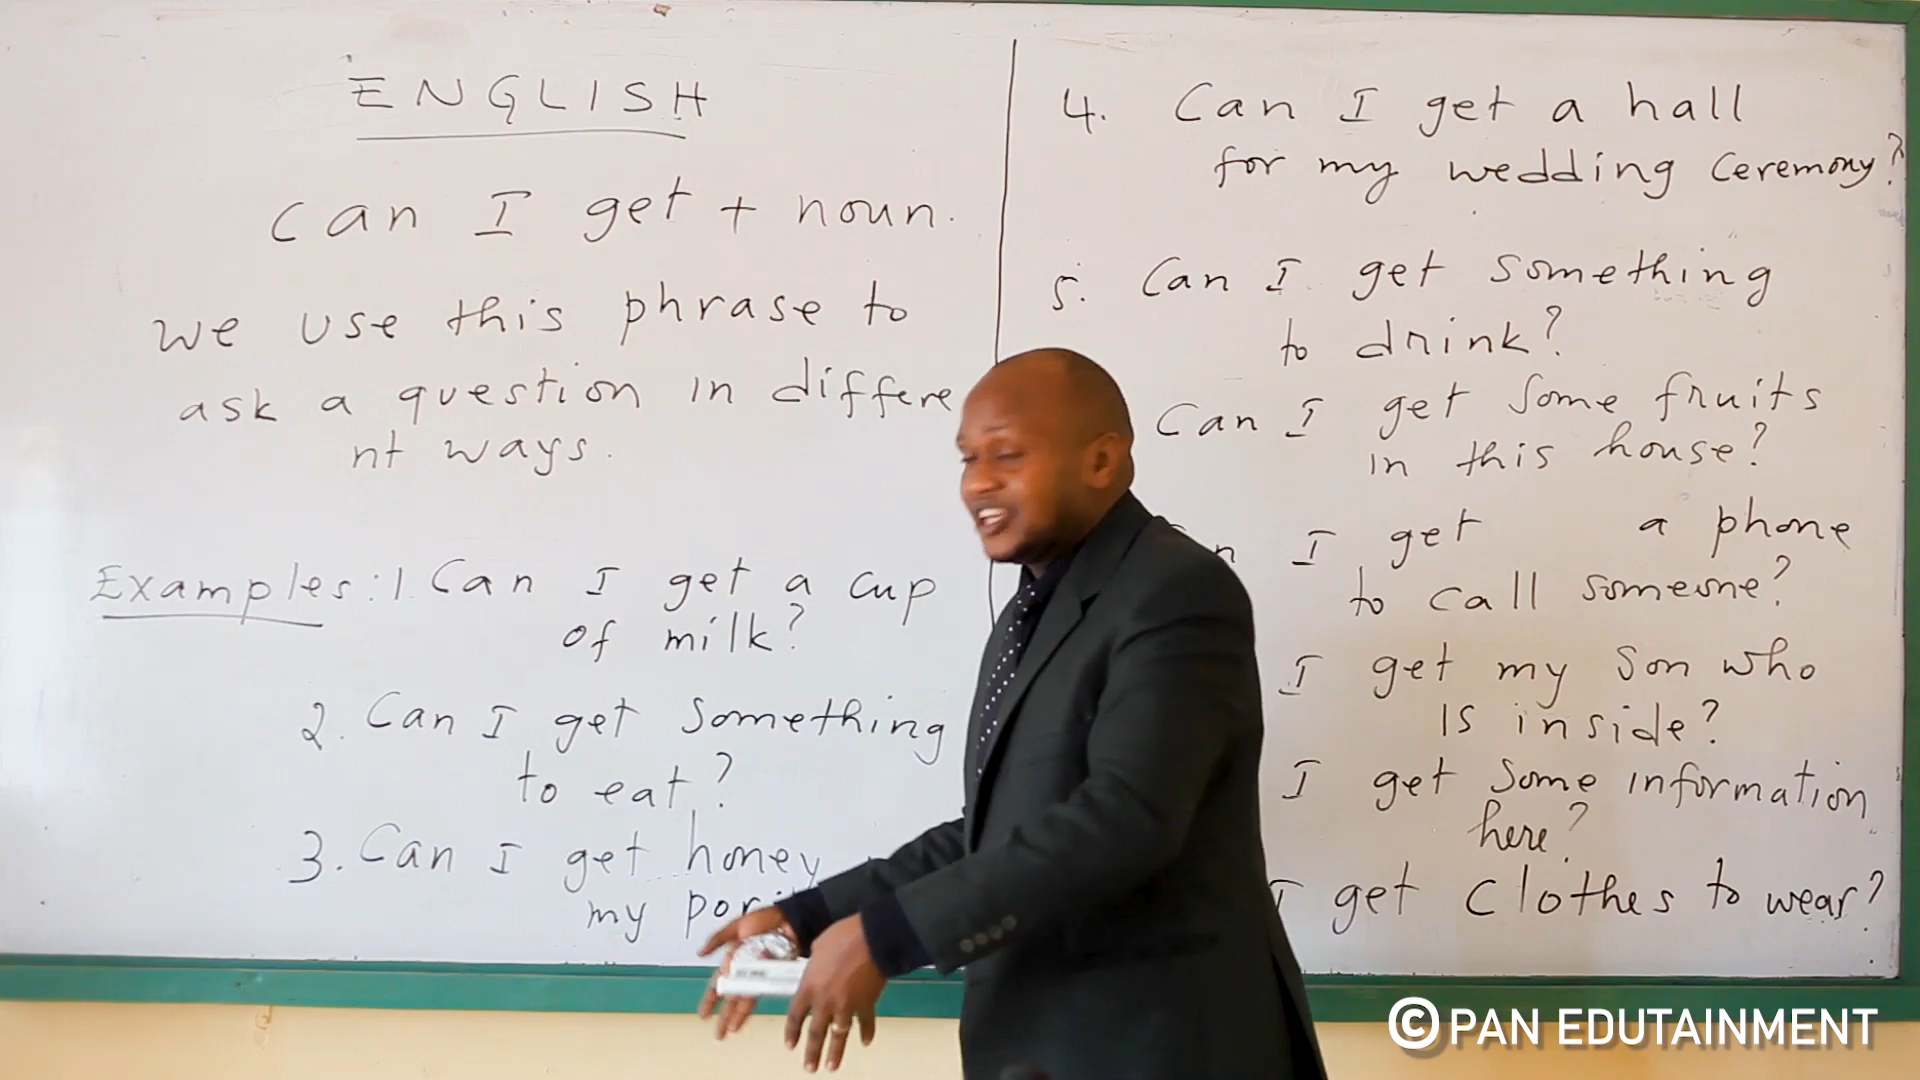 ENGLISH
Can I get + noun.
We use this phrase to
ask a question in differe
nt ways.
Examples: 1. Can I get a cup
of milk?
2. Can I get something
to eat?
3. Can I get honey
my
4. Can I get a hall
for my wedding ceremony?
5. Can I get something
to drink?
Can I get some fruits
in this house?
I get a phone
to call someone?
I get my son who
is inside?
I get some information
here?
I get clothes to wear?
© PAN EDUTAINMENT